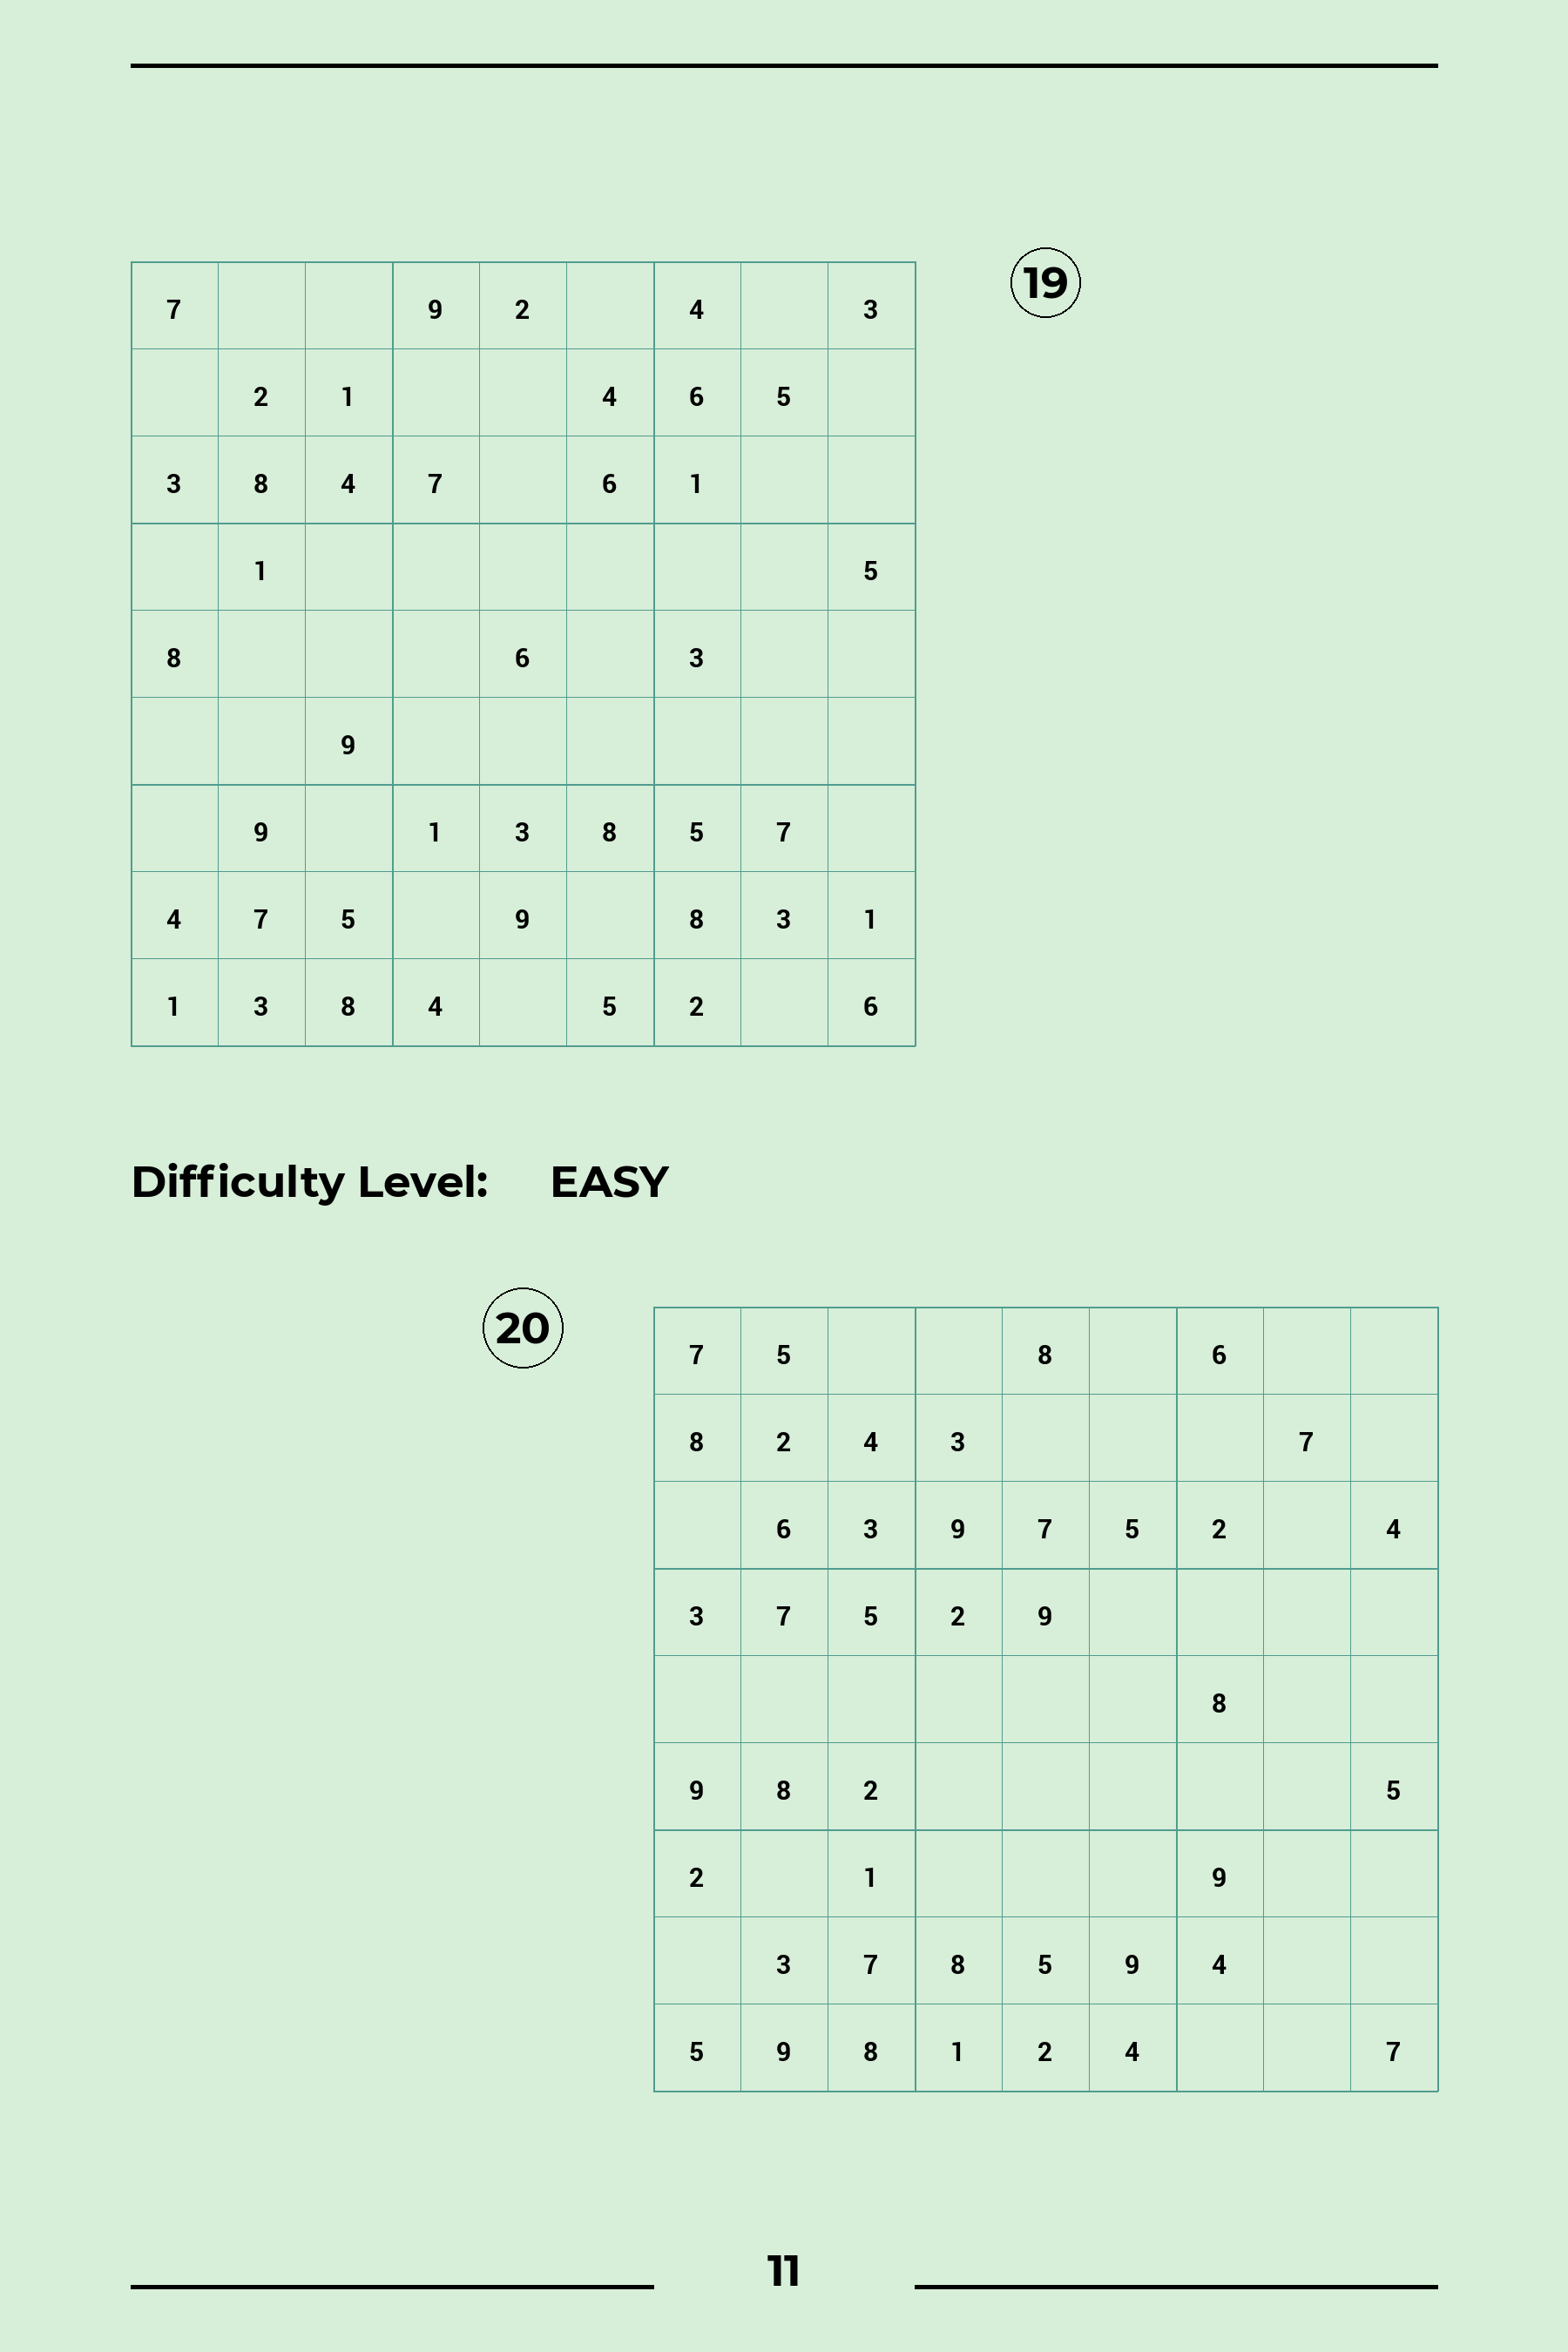 19
7 9 2 4 3
2 1 4 6 5
3 8 4 7 6 1
1 5
8 6 3
9
9 1 3 8 5 7
4 7 5 9 8 3 1
1 3 8 4 5 2 6
Difficulty Level: EASY
20
7 5 8 6
8 2 4 3 7
6 3 9 7 5 2 4
3 7 5 2 9
8
9 8 2 5
2 1 9
3 7 8 5 9 4
5 9 8 1 2 4 7
11